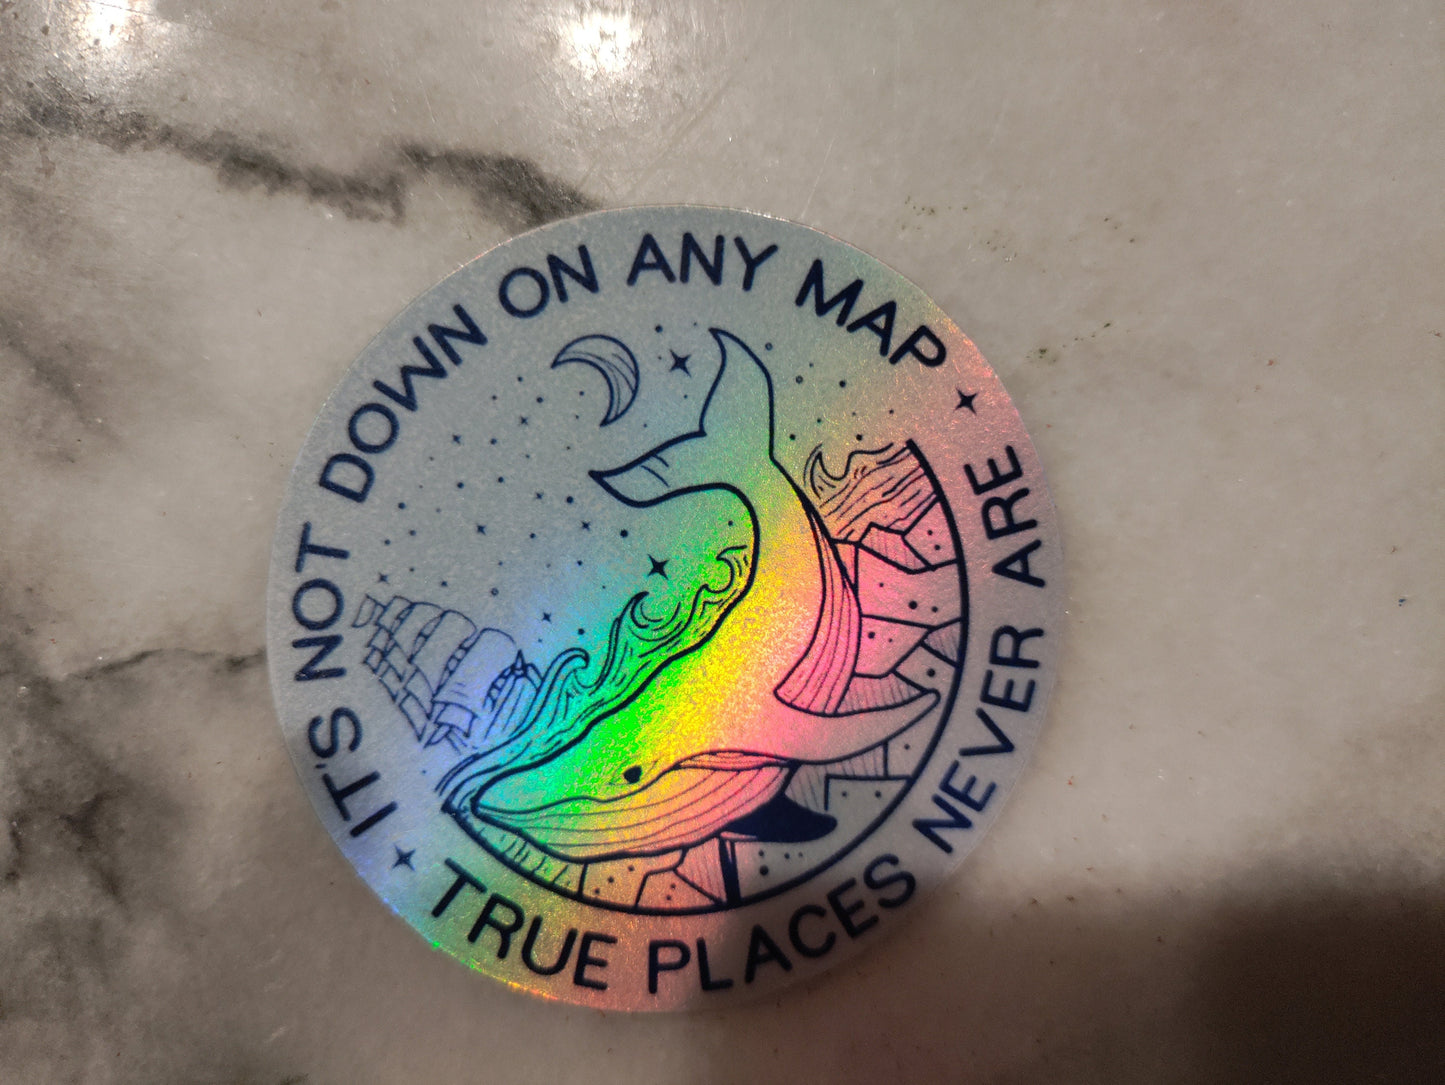 IT'S NOT DOWN ON ANY MAP
TRUE PLACES NEVER ARE